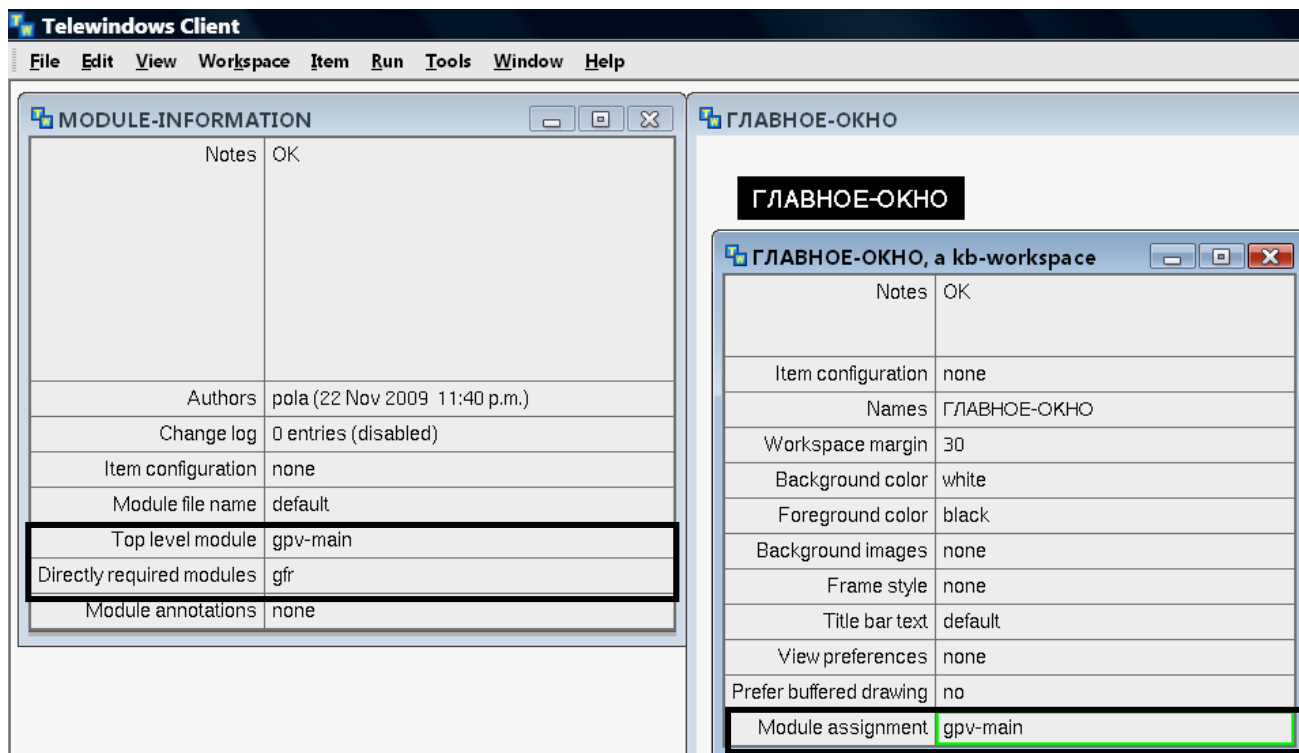 Telewindows Client
File Edit View Workspace Item Run Tools Window Help
MODULE-INFORMATION
Notes OK
Authors pola (22 Nov 2009 11:40 p.m.)
Change log 0 entries (disabled)
Item configuration none
Module file name default
Top level module gpv-main
Directly required modules gfr
Module annotations none
ГЛАВНОЕ-ОКНО
ГЛАВНОЕ-ОКНО
ГЛАВНОЕ-ОКНО, a kb-workspace
Notes OK
Item configuration none
Names ГЛАВНОЕ-ОКНО
Workspace margin 30
Background color white
Foreground color black
Background images none
Frame style none
Title bar text default
View preferences none
Prefer buffered drawing no
Module assignment gpv-main